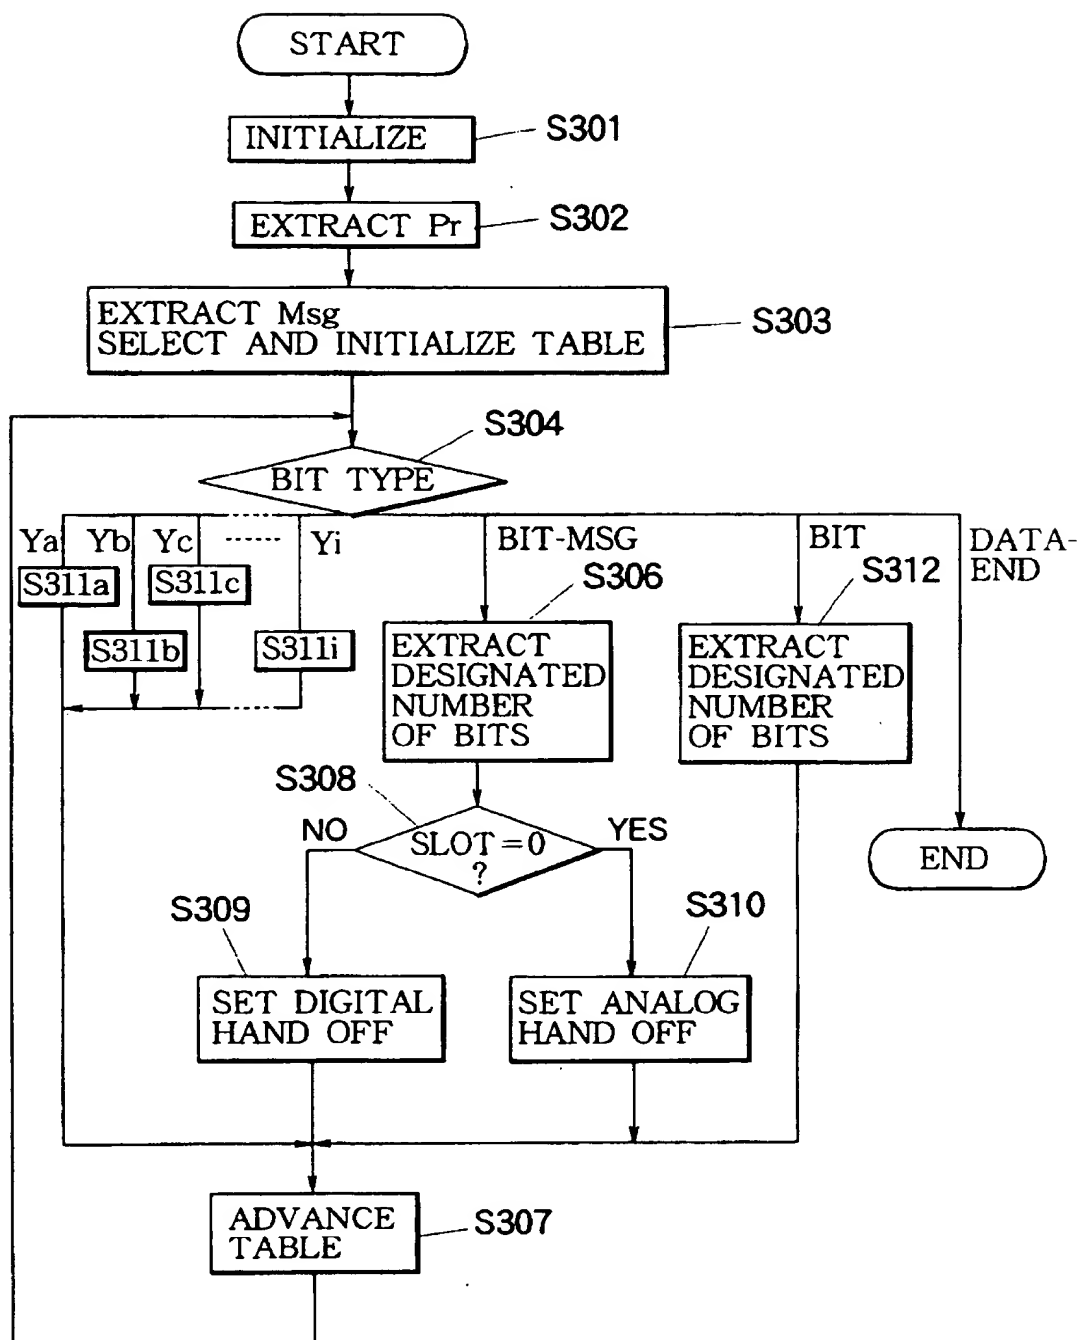 START
INITIALIZE
S301
EXTRACT Pr
S302
EXTRACT Msg
SELECT AND INITIALIZE TABLE
S303
S304
BIT TYPE
Ya
Yb
Yc
Yi
BIT-MSG
BIT
DATA-
END
S311a
S311b
S311c
S311i
S306
EXTRACT
DESIGNATED
NUMBER
OF BITS
S312
EXTRACT
DESIGNATED
NUMBER
OF BITS
S308
NO
SLOT=0
?
YES
END
S309
SET DIGITAL
HAND OFF
S310
SET ANALOG
HAND OFF
ADVANCE
TABLE
S307